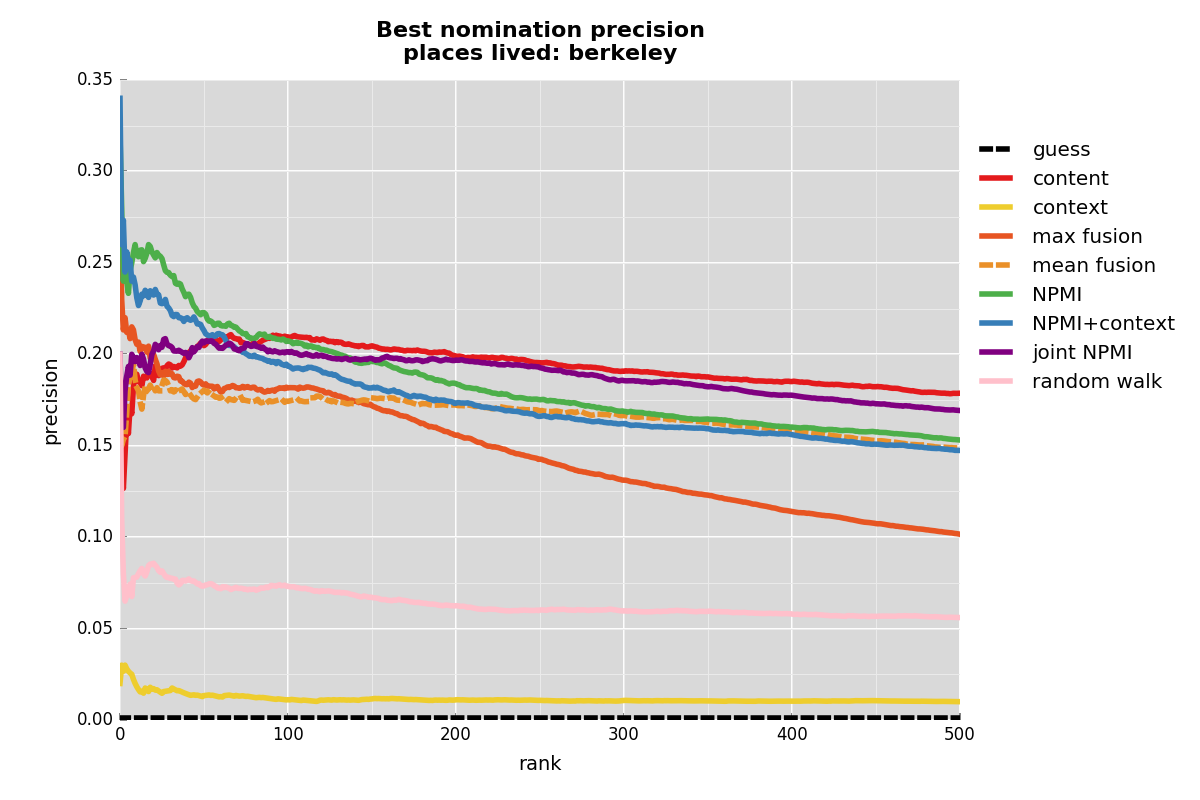 Best nomination precision
places lived: berkeley
precision
0.35
0.30
0.25
0.20
0.15
0.10
0.05
0.00
0
100
200
300
400
500
rank
guess
content
context
max fusion
mean fusion
NPMI
NPMI+context
joint NPMI
random walk